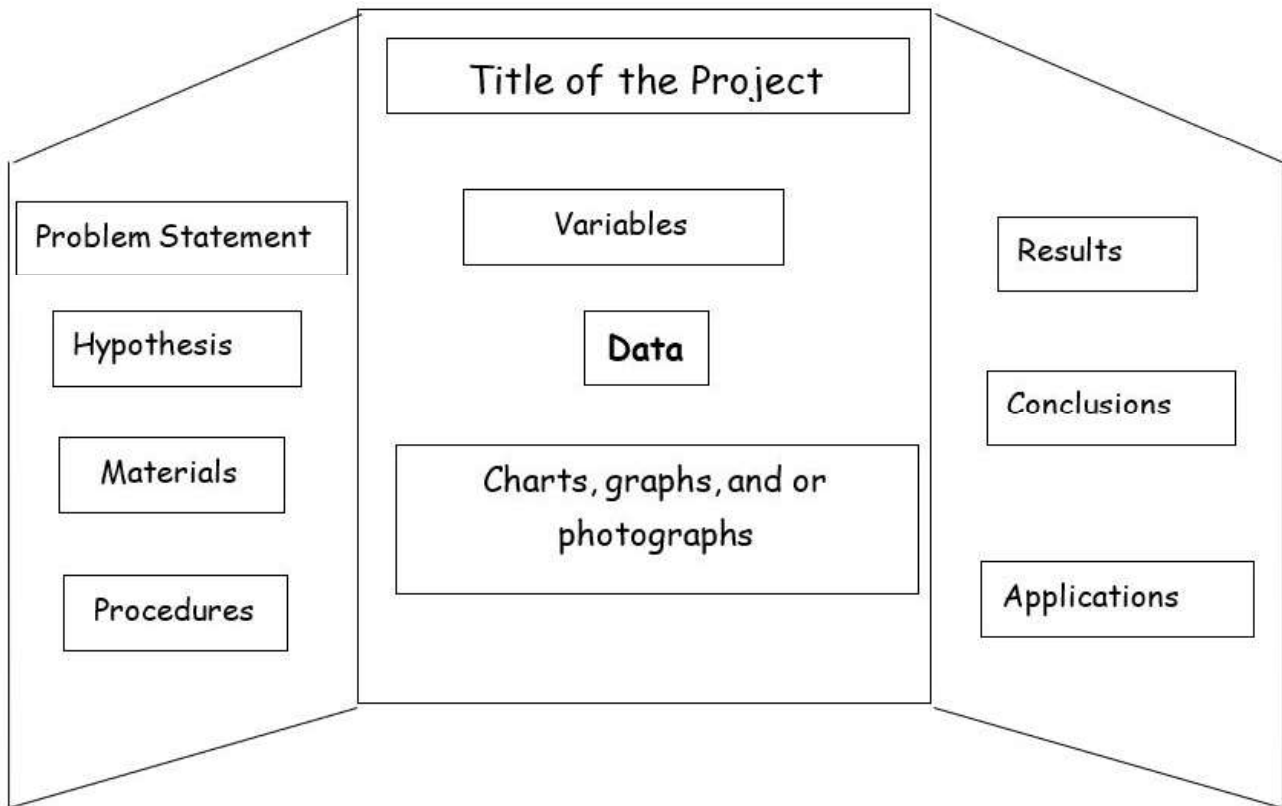 Title of the Project
Problem Statement
Hypothesis
Materials
Procedures
Variables
Data
Charts, graphs, and or
photographs
Results
Conclusions
Applications